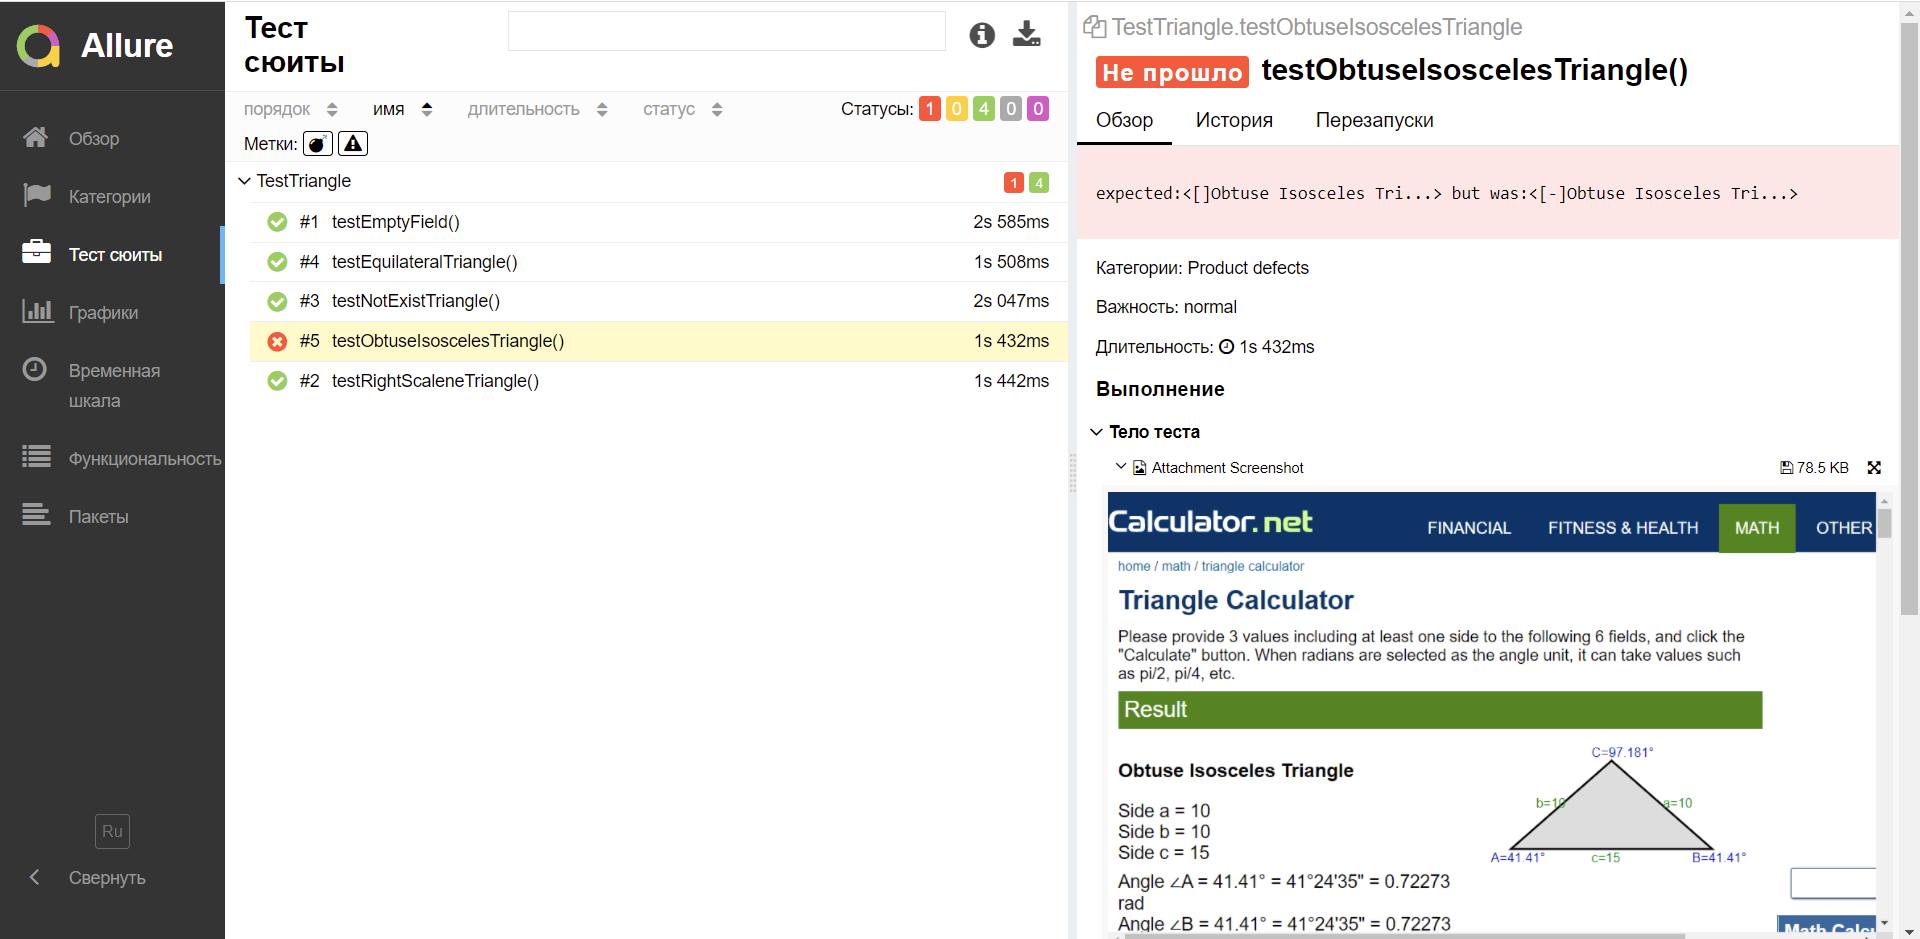 Allure
Обзор
Категории
Тест сюиты
Графики
Временная
шкала
Функциональность
Пакеты
Ru
Свернуть
Тест
сюиты
порядок имя длительность статус Статусы: 1 0 4 0 0
Метки:
TestTriangle 1 4
#1 testEmptyField() 2s 585ms
#4 testEquilateralTriangle() 1s 508ms
#3 testNotExistTriangle() 2s 047ms
#5 testObtuseIsoscelesTriangle() 1s 432ms
#2 testRightScaleneTriangle() 1s 442ms
TestTriangle.testObtuseIsoscelesTriangle
Не прошло testObtuseIsoscelesTriangle()
Обзор История Перезапуски
expected:<[]Obtuse Isosceles Tri...> but was:<[-]Obtuse Isosceles Tri...>
Категории: Product defects
Важность: normal
Длительность: 1s 432ms
Выполнение
Тело теста
Attachment Screenshot 78.5 KB
Calculator.net FINANCIAL FITNESS & HEALTH MATH OTHER
home / math / triangle calculator
Triangle Calculator
Please provide 3 values including at least one side to the following 6 fields, and click the
"Calculate" button. When radians are selected as the angle unit, it can take values such
as pi/2, pi/4, etc.
Result
C=97.181°
Obtuse Isosceles Triangle
b=10 a=10
Side a = 10
Side b = 10
Side c = 15
A=41.41° c=15 B=41.41°
Angle ∠A = 41.41° = 41°24'35" = 0.72273
rad
Angle ∠B = 41.41° = 41°24'35" = 0.72273
Math